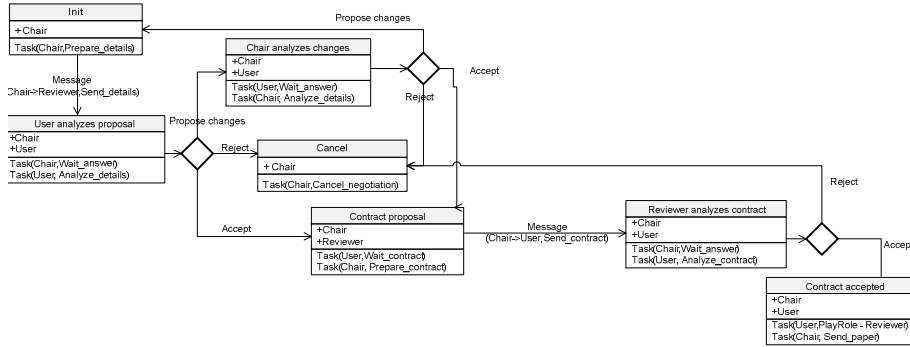 Init
+ Chair
Task(Chair,Prepare_details)
Propose changes
Chair analyzes changes
+Chair
+User
Task(User,Wait_answer)
Task(Chair, Analyze_details)
Accept
Reject
Message
Chair->Reviewer,Send_details)
User analyzes proposal
+Chair
+User
Task(Chair,Wait_answer)
Task(User, Analyze_details)
Propose changes
Reject
Accept
Cancel
+ Chair
Task(Chair,Cancel_negotiation)
Contract proposal
+Chair
+Reviewer
Task(User,Wait_contract)
Task(Chair, Prepare_contract)
Message
(Chair->User,Send_contract)
Reviewer analyzes contract
+Chair
+User
Task(Chair,Wait_answer)
Task(User, Analyze_contract)
Reject
Accep
Contract accepted
+Chair
+User
Task(User,PlayRole - Reviewer)
Task(Chair, Send_paper)